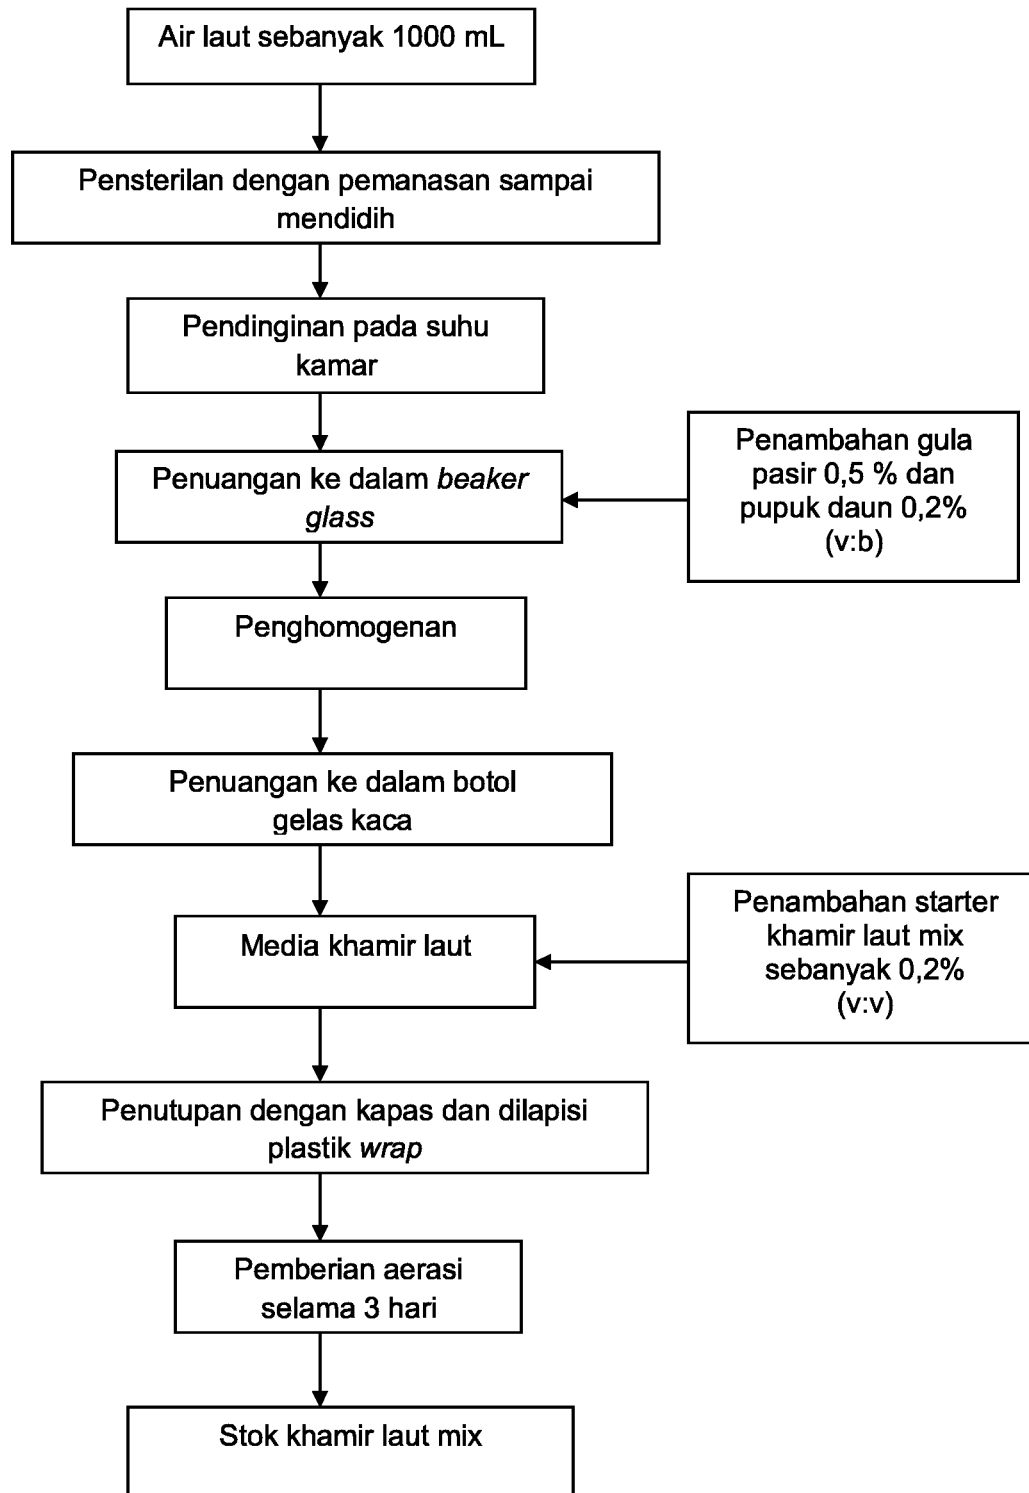 Air laut sebanyak 1000 mL
Pensterilan dengan pemanasan sampai
mendidih
Pendinginan pada suhu
kamar
Penuangan ke dalam beaker
glass
Penambahan gula
pasir 0,5 % dan
pupuk daun 0,2%
(v:b)
Penghomogenan
Penuangan ke dalam botol
gelas kaca
Media khamir laut
Penambahan starter
khamir laut mix
sebanyak 0,2%
(v:v)
Penutupan dengan kapas dan dilapisi
plastik wrap
Pemberian aerasi
selama 3 hari
Stok khamir laut mix